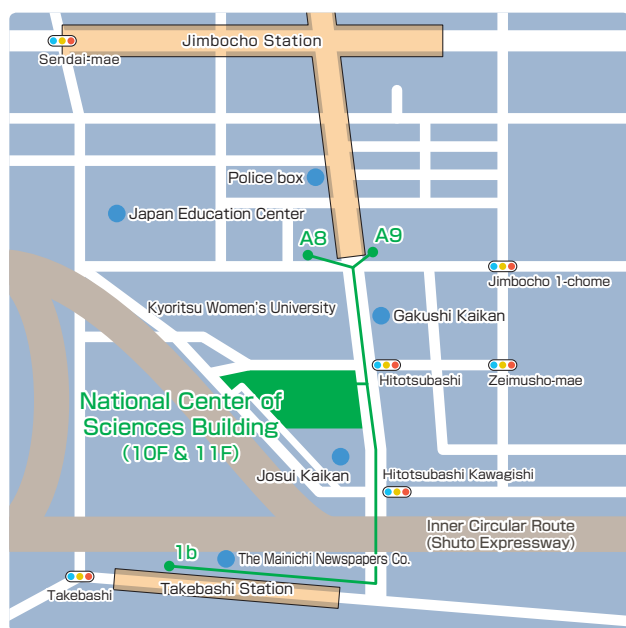 Jimbocho Station
Sendai-mae
Police box
Japan Education Center
A8
A9
Jimbocho 1-chome
Kyoritsu Women's University
Gakushi Kaikan
Hitotsubashi
Zeimusho-mae
National Center of
Sciences Building
(10F & 11F)
Josui Kaikan
Hitotsubashi Kawagishi
Inner Circular Route
(Shuto Expressway)
1b
The Mainichi Newspapers Co.
Takebashi Station
Takebashi